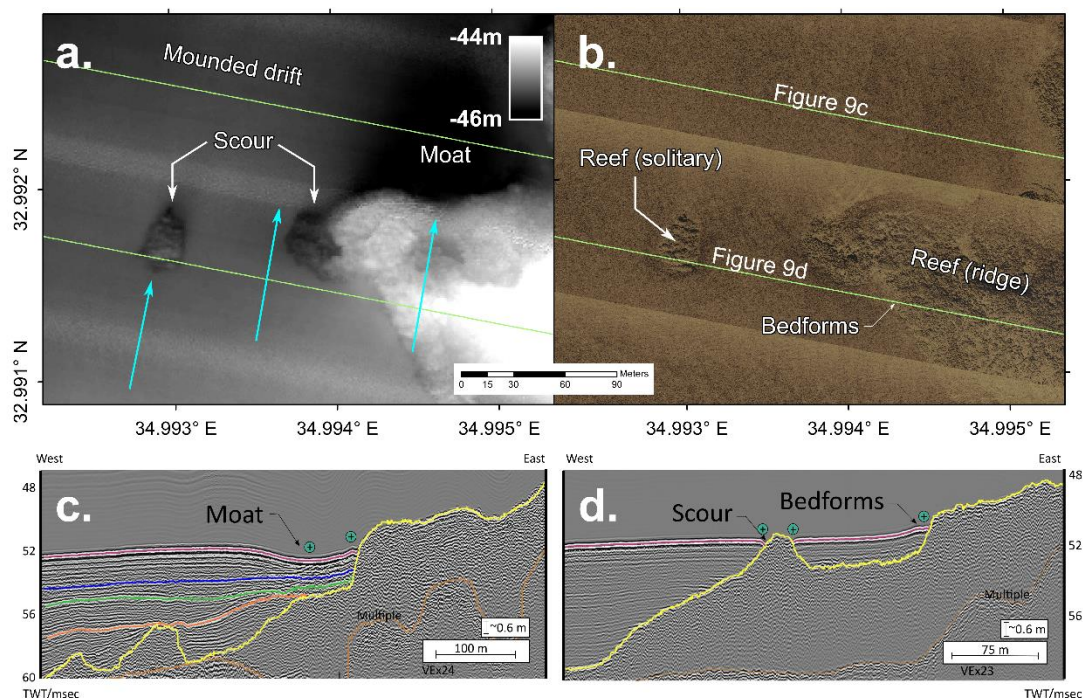 a.
Mounded drift
-44m
-46m
Scour
Moat
32.992° N
32.991° N
0 15 30 60 90
Meters
34.993° E
34.994° E
34.995° E
b.
Figure 9c
Reef (solitary)
Figure 9d
Reef (ridge)
Bedforms
34.993° E
34.994° E
34.995° E
West
East
c.
48
52
56
60
Moat
Multiple
~0.6 m
100 m
VEx24
TWT/msec
West
East
d.
Scour
Bedforms
Multiple
~0.6 m
75 m
VEx23
48
52
56
60
TWT/msec